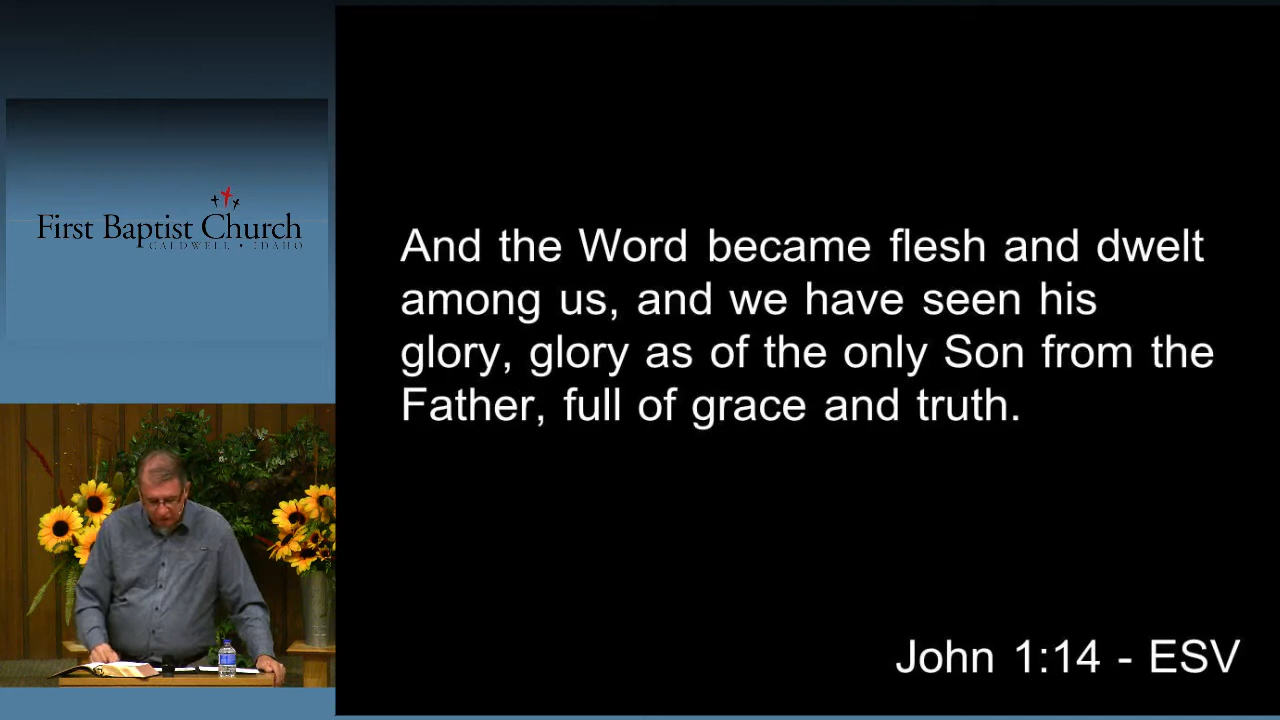 First Baptist Church
CALDWELL • IDAHO
And the Word became flesh and dwelt
among us, and we have seen his
glory, glory as of the only Son from the
Father, full of grace and truth.
John 1:14 - ESV